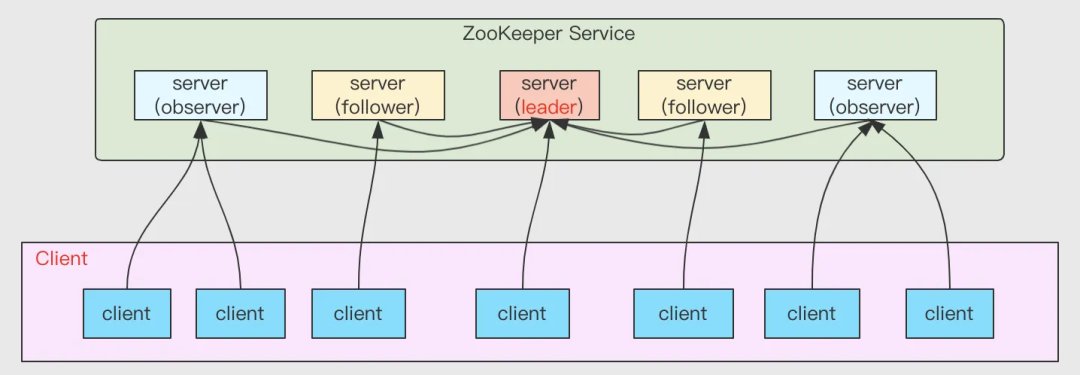 ZooKeeper Service
server
(observer)
server
(follower)
server
(leader)
server
(follower)
server
(observer)
Client
client
client
client
client
client
client
client